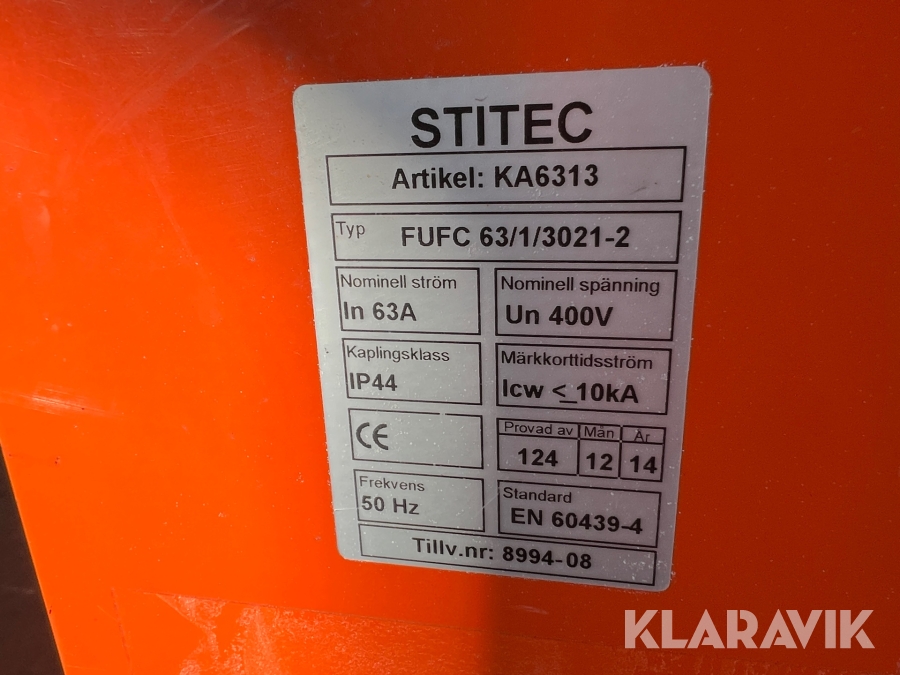 STITEC
Artikel: KA6313
Typ FUFC 63/1/3021-2
Nominell ström
In 63A
Nominell spänning
Un 400V
Kaplingsklass
IP44
Märkkorttidsström
Icw < 10kA
CE
Provad av Mån År
124 12 14
Frekvens
50 Hz
Standard
EN 60439-4
Tillv.nr: 8994-08
KLARAVIK